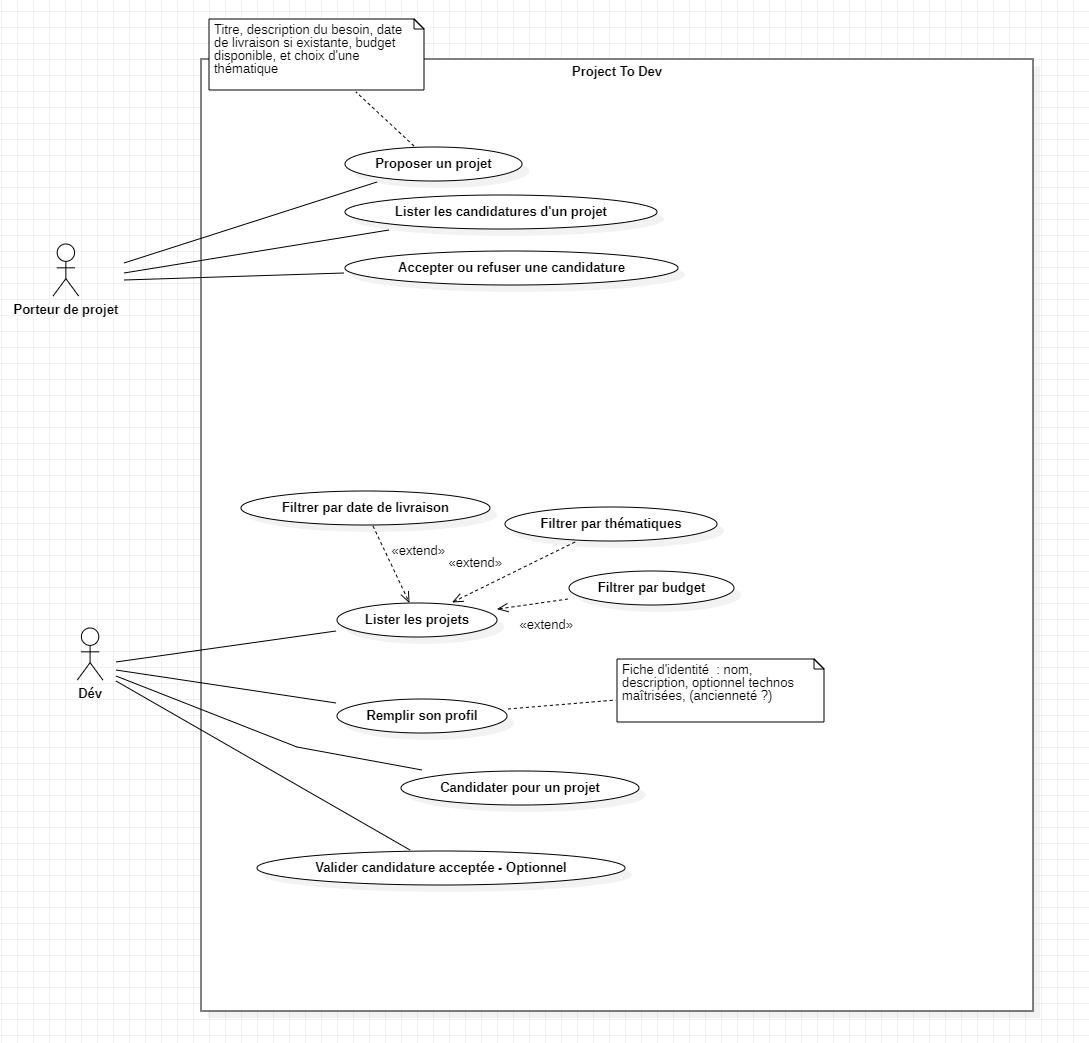 Titre, description du besoin, date
de livraison si existante, budget
disponible, et choix d'une
thématique
Project To Dev
Proposer un projet
Lister les candidatures d'un projet
Accepter ou refuser une candidature
Porteur de projet
Filtrer par date de livraison
Filtrer par thématiques
«extend»
«extend»
Filtrer par budget
Lister les projets
«extend»
Fiche d'identité  : nom,
description, optionnel technos
maîtrisées, (ancienneté ?)
Dév
Remplir son profil
Candidater pour un projet
Valider candidature acceptée - Optionnel